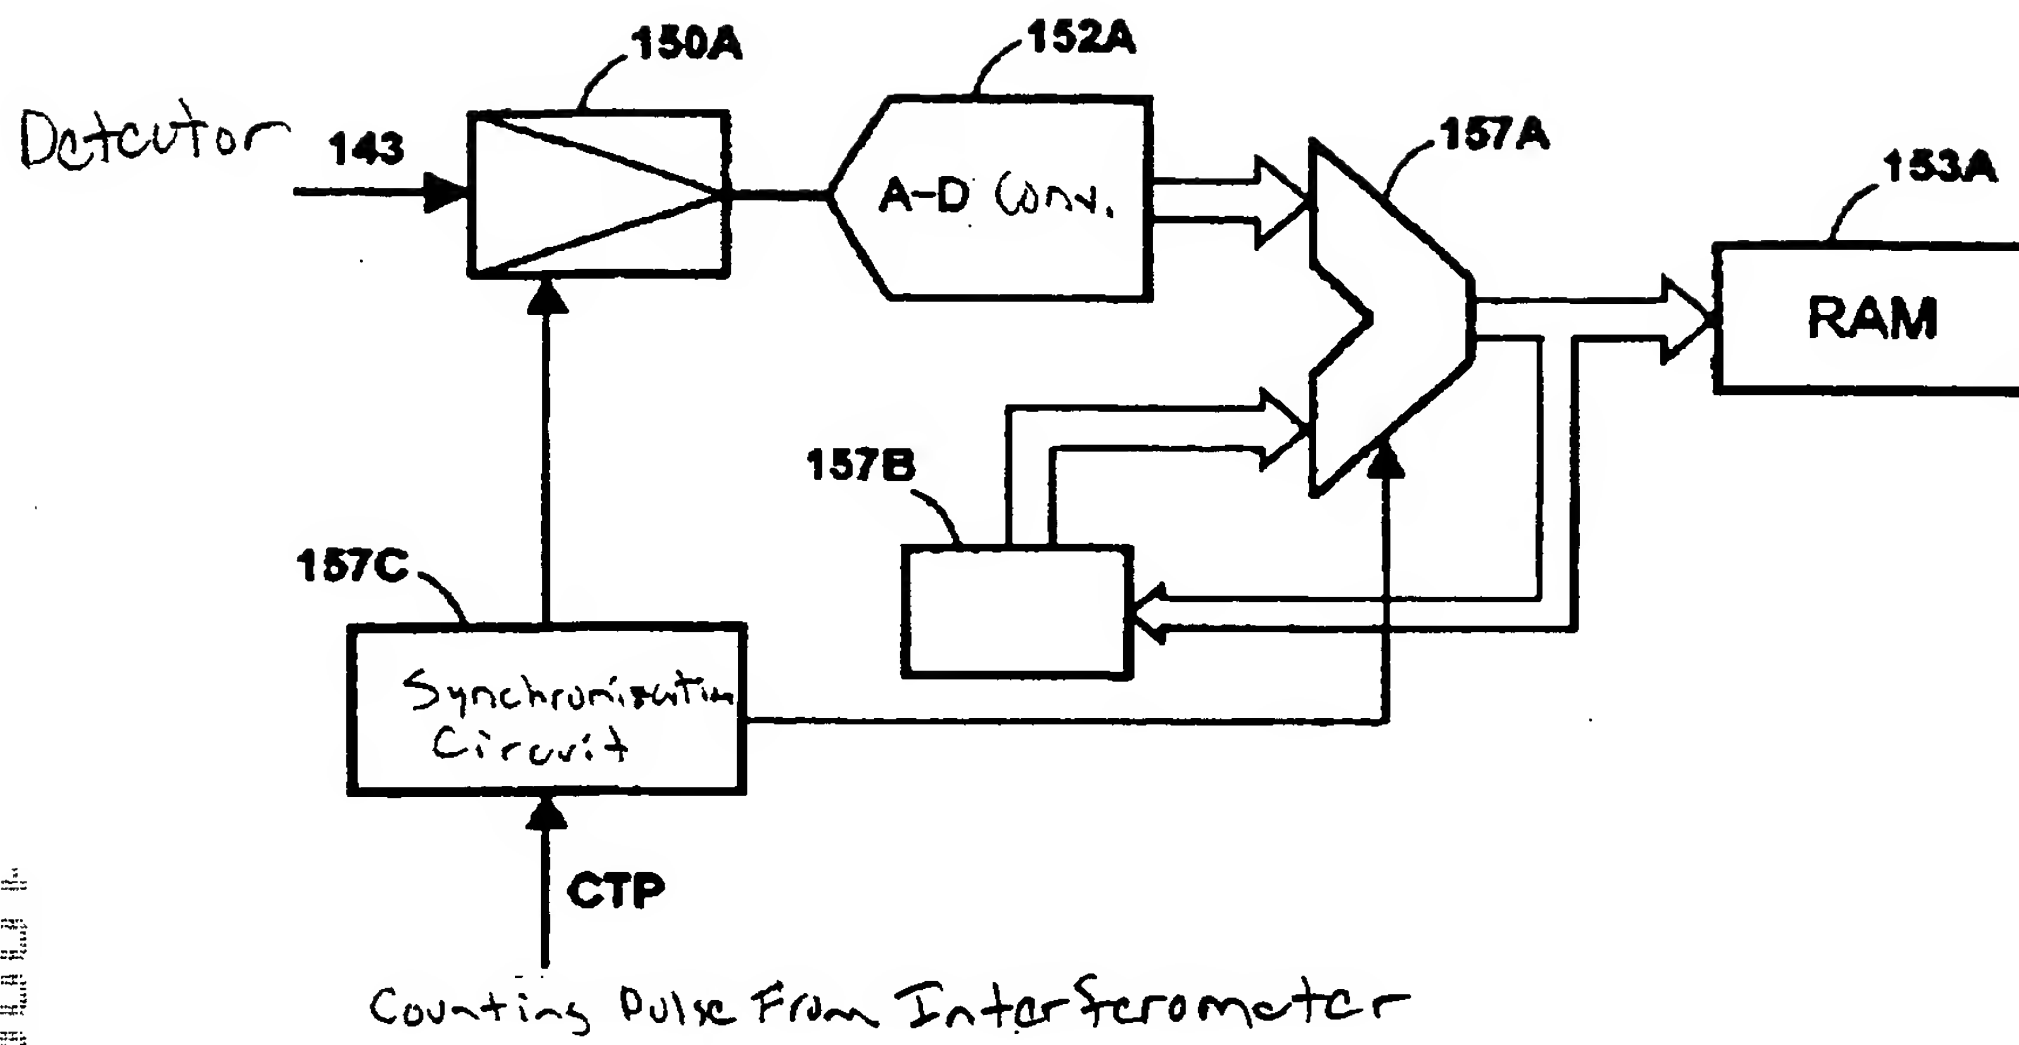 150A
152A
Detector
143
157A
153A
A-D Conv.
RAM
157B
157C
Synchronization
Circuit
CTP
Counting Pulse From Interferometer